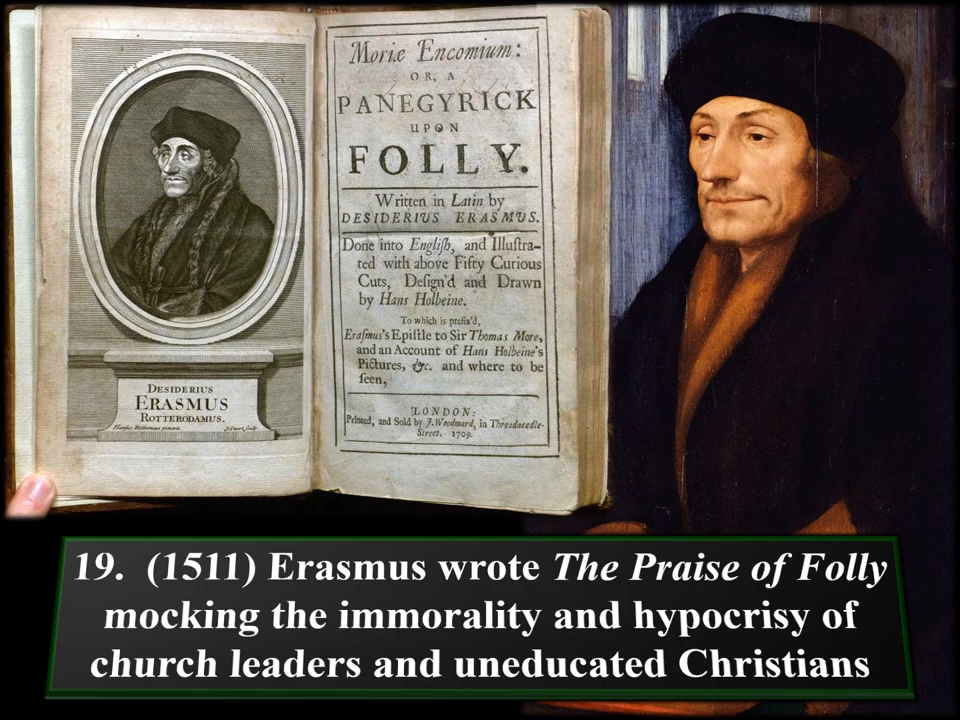 Moriæ Encomium:
OR, A
PANEGYRICK
UPON
FOLLY.
Written in Latin by
DESIDERIUS ERASMUS.
Done into Engliſh, and Illuſtra-
ted with above Fifty Curious
Cuts, Deſign'd and Drawn
by Hans Holbeine.
To which is prefix'd,
Eraſmus's Epiſtle to Sir Thomas More,
and an Account of Hans Holbeine's
Pictures, &c. and where to be
ſeen,
LONDON:
Printed, and Sold by J. Woodward, in Threadneedle-
Street. 1709.
DESIDERIUS
ERASMUS
ROTERODAMUS.
19. (1511) Erasmus wrote The Praise of Folly
mocking the immorality and hypocrisy of
church leaders and uneducated Christians